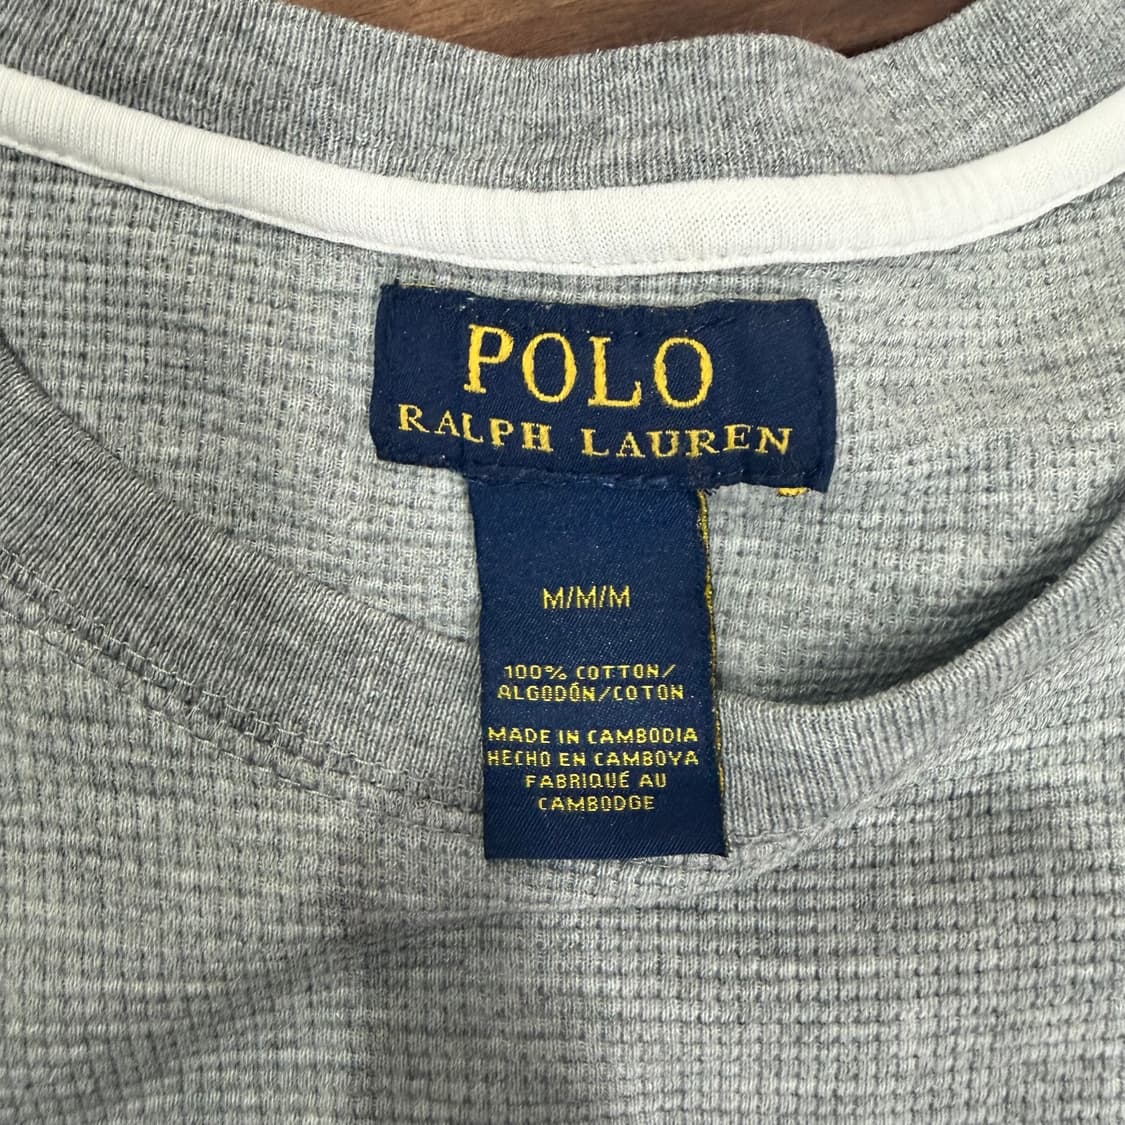 POLO
RALPH LAUREN
M/M/M
100% COTTON/
ALGODÓN/COTON
MADE IN CAMBODIA
HECHO EN CAMBOYA
FABRIQUÉ AU
CAMBODGE